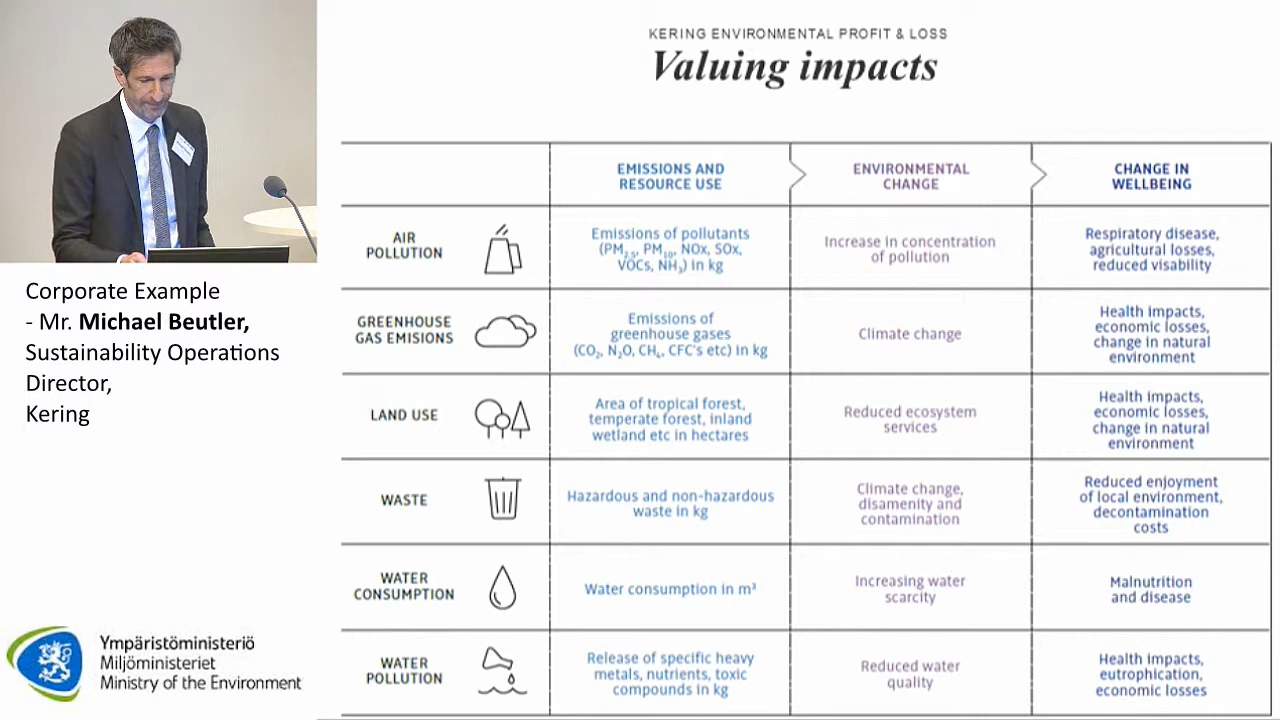 KERING ENVIRONMENTAL PROFIT & LOSS
Valuing impacts
EMISSIONS AND
RESOURCE USE
ENVIRONMENTAL
CHANGE
CHANGE IN
WELLBEING
AIR
POLLUTION
Emissions of pollutants
(PM2.5, PM10, NOx, SOx,
VOCs, NH3) in kg
Increase in concentration
of pollution
Respiratory disease,
agricultural losses,
reduced visability
GREENHOUSE
GAS EMISIONS
Emissions of
greenhouse gases
(CO2, N2O, CH4, CFC's etc) in kg
Climate change
Health impacts,
economic losses,
change in natural
environment
LAND USE
Area of tropical forest,
temperate forest, inland
wetland etc in hectares
Reduced ecosystem
services
Health impacts,
economic losses,
change in natural
environment
WASTE
Hazardous and non-hazardous
waste in kg
Climate change,
disamenity and
contamination
Reduced enjoyment
of local environment,
decontamination
costs
WATER
CONSUMPTION
Water consumption in m³
Increasing water
scarcity
Malnutrition
and disease
WATER
POLLUTION
Release of specific heavy
metals, nutrients, toxic
compounds in kg
Reduced water
quality
Health impacts,
eutrophication,
economic losses
Corporate Example
- Mr. Michael Beutler,
Sustainability Operations
Director,
Kering
Ympäristöministeriö
Miljöministeriet
Ministry of the Environment